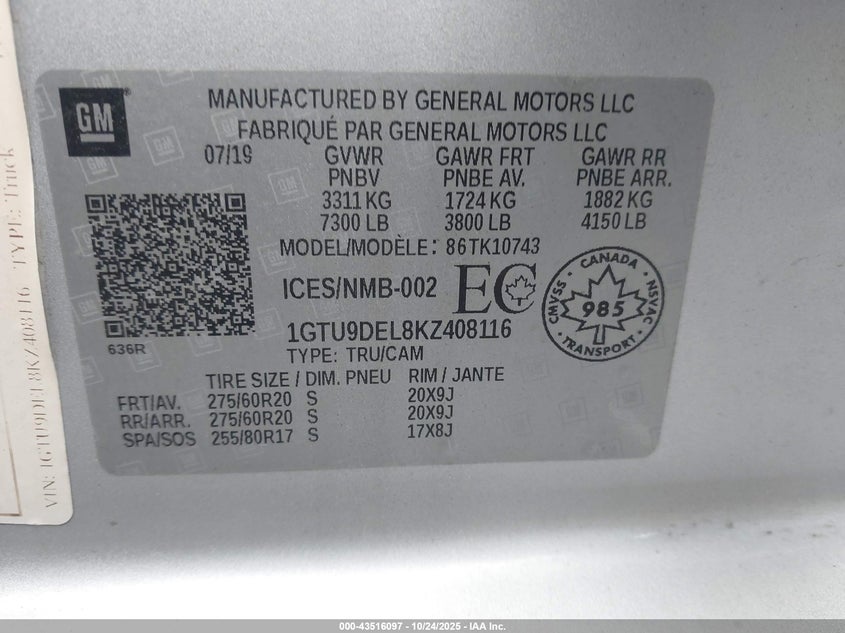 GM
MANUFACTURED BY GENERAL MOTORS LLC
FABRIQUÉ PAR GENERAL MOTORS LLC
07/19 GVWR GAWR FRT GAWR RR
PNBV PNBE AV. PNBE ARR.
3311 KG 1724 KG 1882 KG
7300 LB 3800 LB 4150 LB
MODEL/MODÈLE: 86TK10743
ICES/NMB-002 EC
CMVSS · CANADA · NSVAC · TRANSPORT ·
985
1GTU9DEL8KZ408116
636R
TYPE: TRU/CAM
TIRE SIZE / DIM. PNEU RIM / JANTE
FRT/AV. 275/60R20 S 20X9J
RR/ARR. 275/60R20 S 20X9J
SPA/SOS 255/80R17 S 17X8J
VIN: 1GTU9DEL8KZ408116 TYPE: Truck
000-43516097 - 10/24/2025 - IAA Inc.